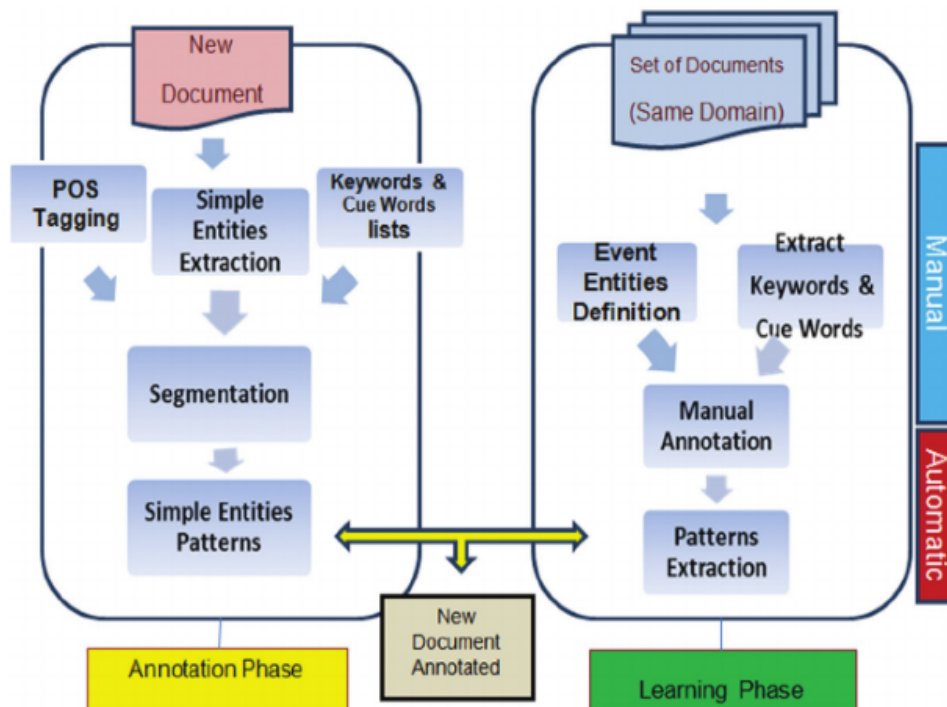 New
Document
POS
Tagging
Simple
Entities
Extraction
Keywords &
Cue Words
lists
Segmentation
Simple Entities
Patterns
Annotation Phase
New
Document
Annotated
Set of Documents
(Same Domain)
Event
Entities
Definition
Extract
Keywords &
Cue Words
Manual
Annotation
Patterns
Extraction
Learning Phase
Manual
Automatic